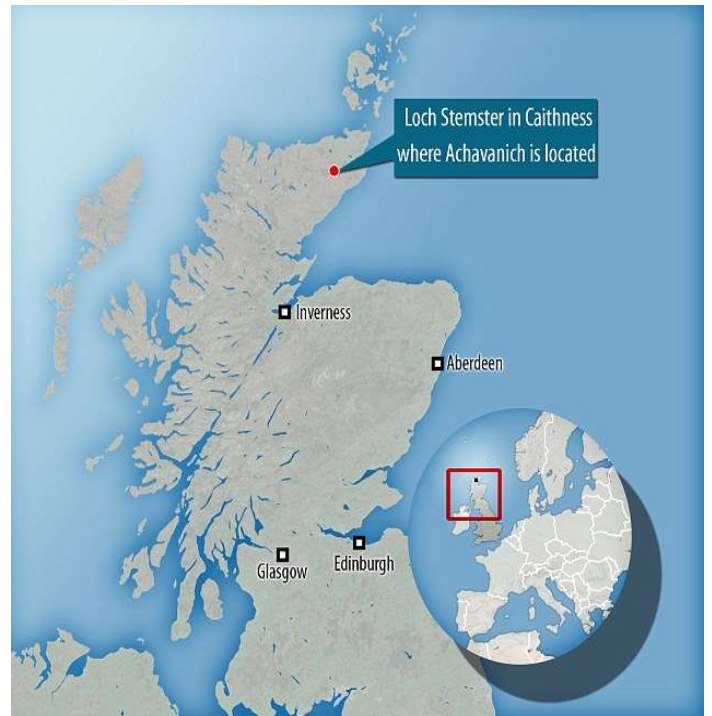 Loch Stemster in Caithness
where Achavanich is located
Inverness
Aberdeen
Glasgow
Edinburgh